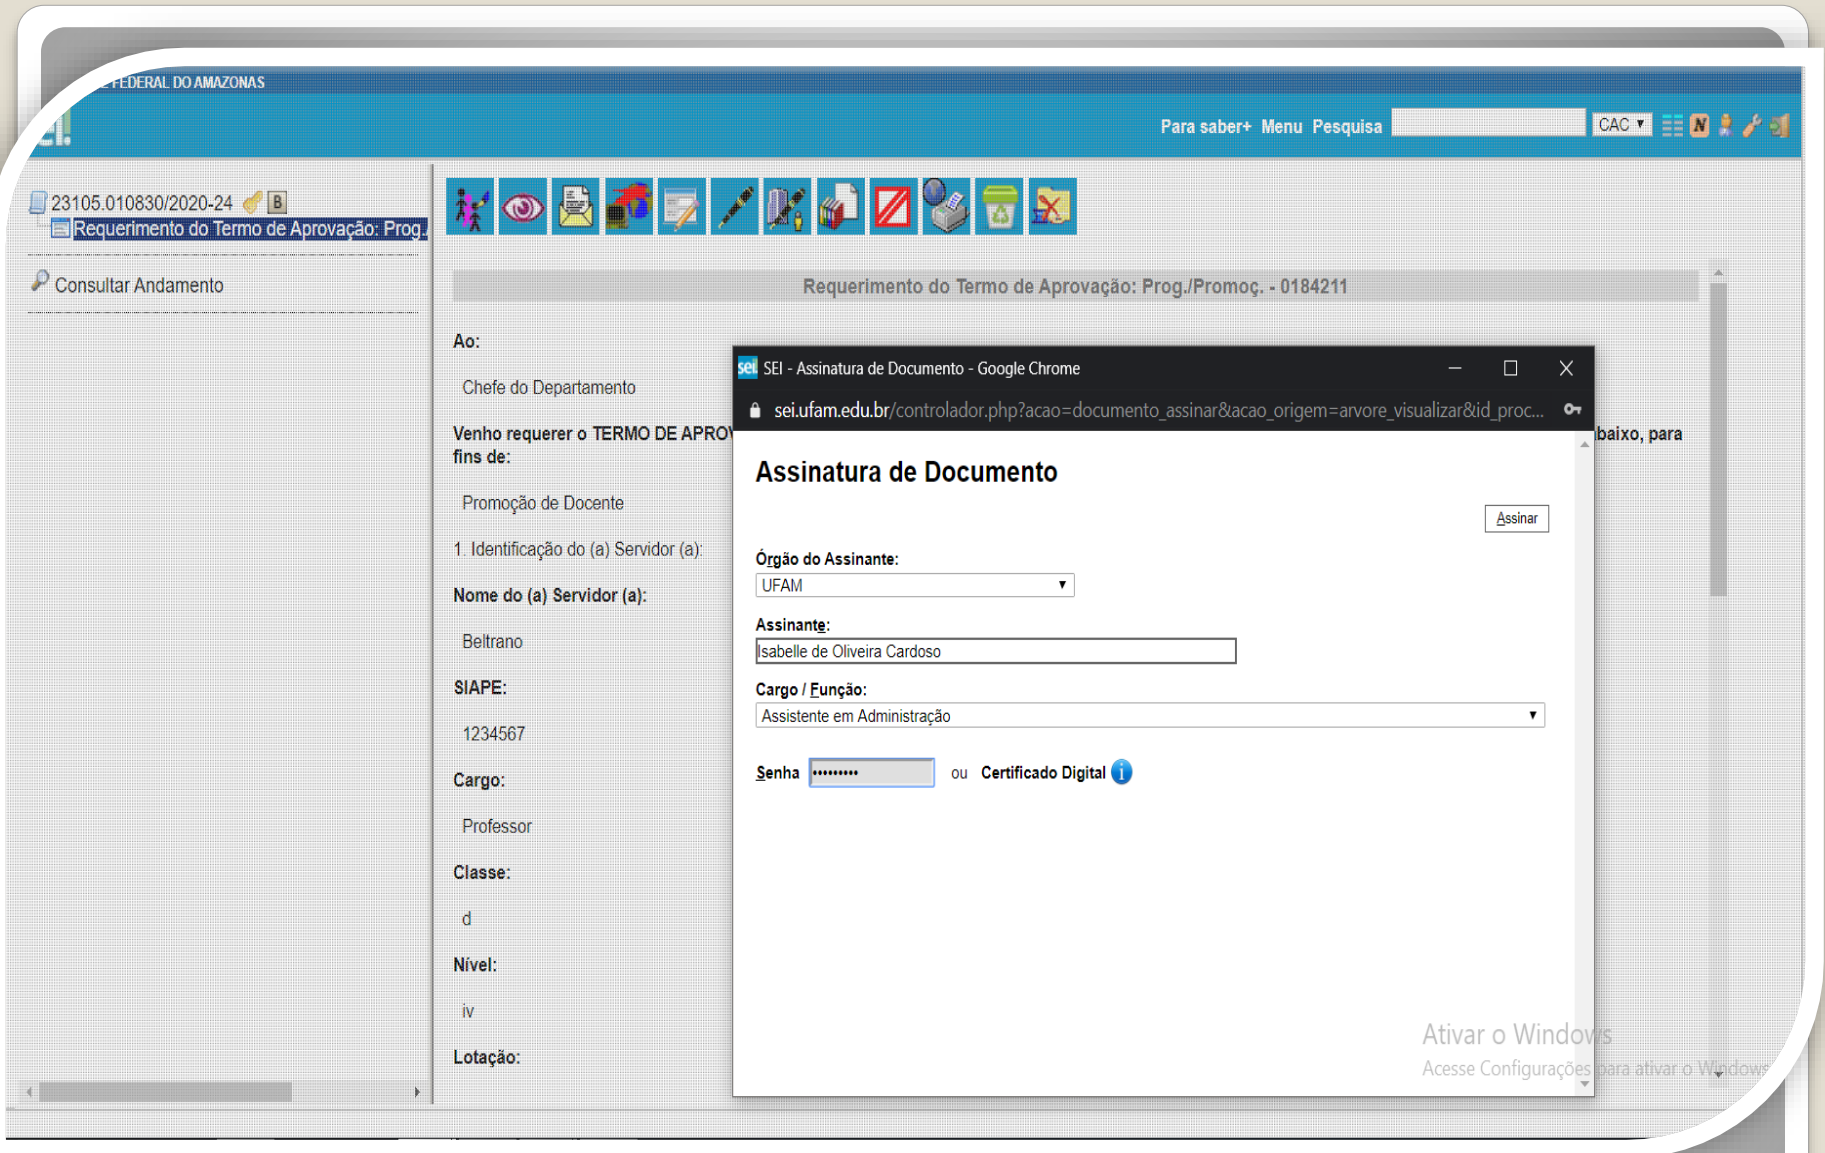 FEDERAL DO AMAZONAS
sei.
Para saber+ Menu Pesquisa CAC N
23105.010830/2020-24 B
Requerimento do Termo de Aprovação: Prog./
Consultar Andamento
Requerimento do Termo de Aprovação: Prog./Promoç. - 0184211
Ao:
Chefe do Departamento
Venho requerer o TERMO DE APROV baixo, para
fins de:
Promoção de Docente
1. Identificação do (a) Servidor (a):
Nome do (a) Servidor (a):
Beltrano
SIAPE:
1234567
Cargo:
Professor
Classe:
d
Nível:
iv
Lotação:
sei. SEI - Assinatura de Documento - Google Chrome
sei.ufam.edu.br/controlador.php?acao=documento_assinar&acao_origem=arvore_visualizar&id_proc...
Assinatura de Documento
Assinar
Órgão do Assinante:
UFAM
Assinante:
Isabelle de Oliveira Cardoso
Cargo / Função:
Assistente em Administração
Senha ••••••••• ou Certificado Digital i
Ativar o Windows
Acesse Configurações para ativar o Windows